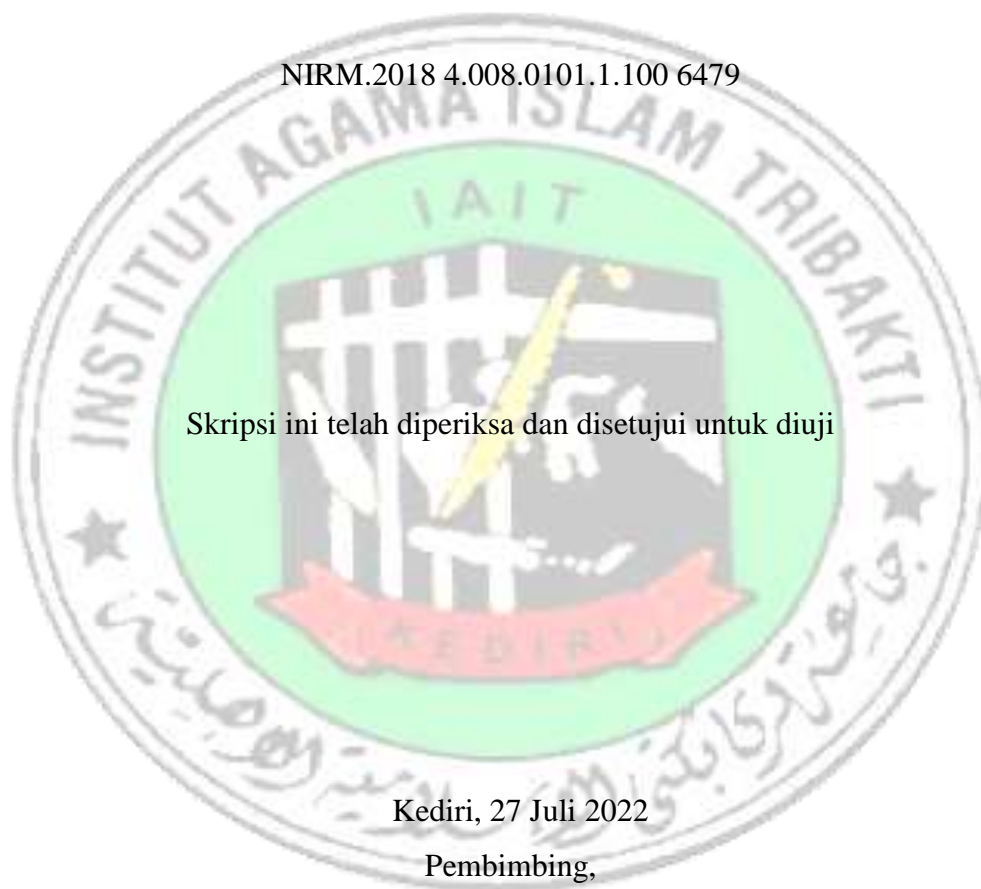 NIRM.2018 4.008.0101.1.100 6479
INSTITUT AGAMA ISLAM TRIBAKTI
IAIT
Skripsi ini telah diperiksa dan disetujui untuk diuji
KEDIRI
Kediri, 27 Juli 2022
Pembimbing,